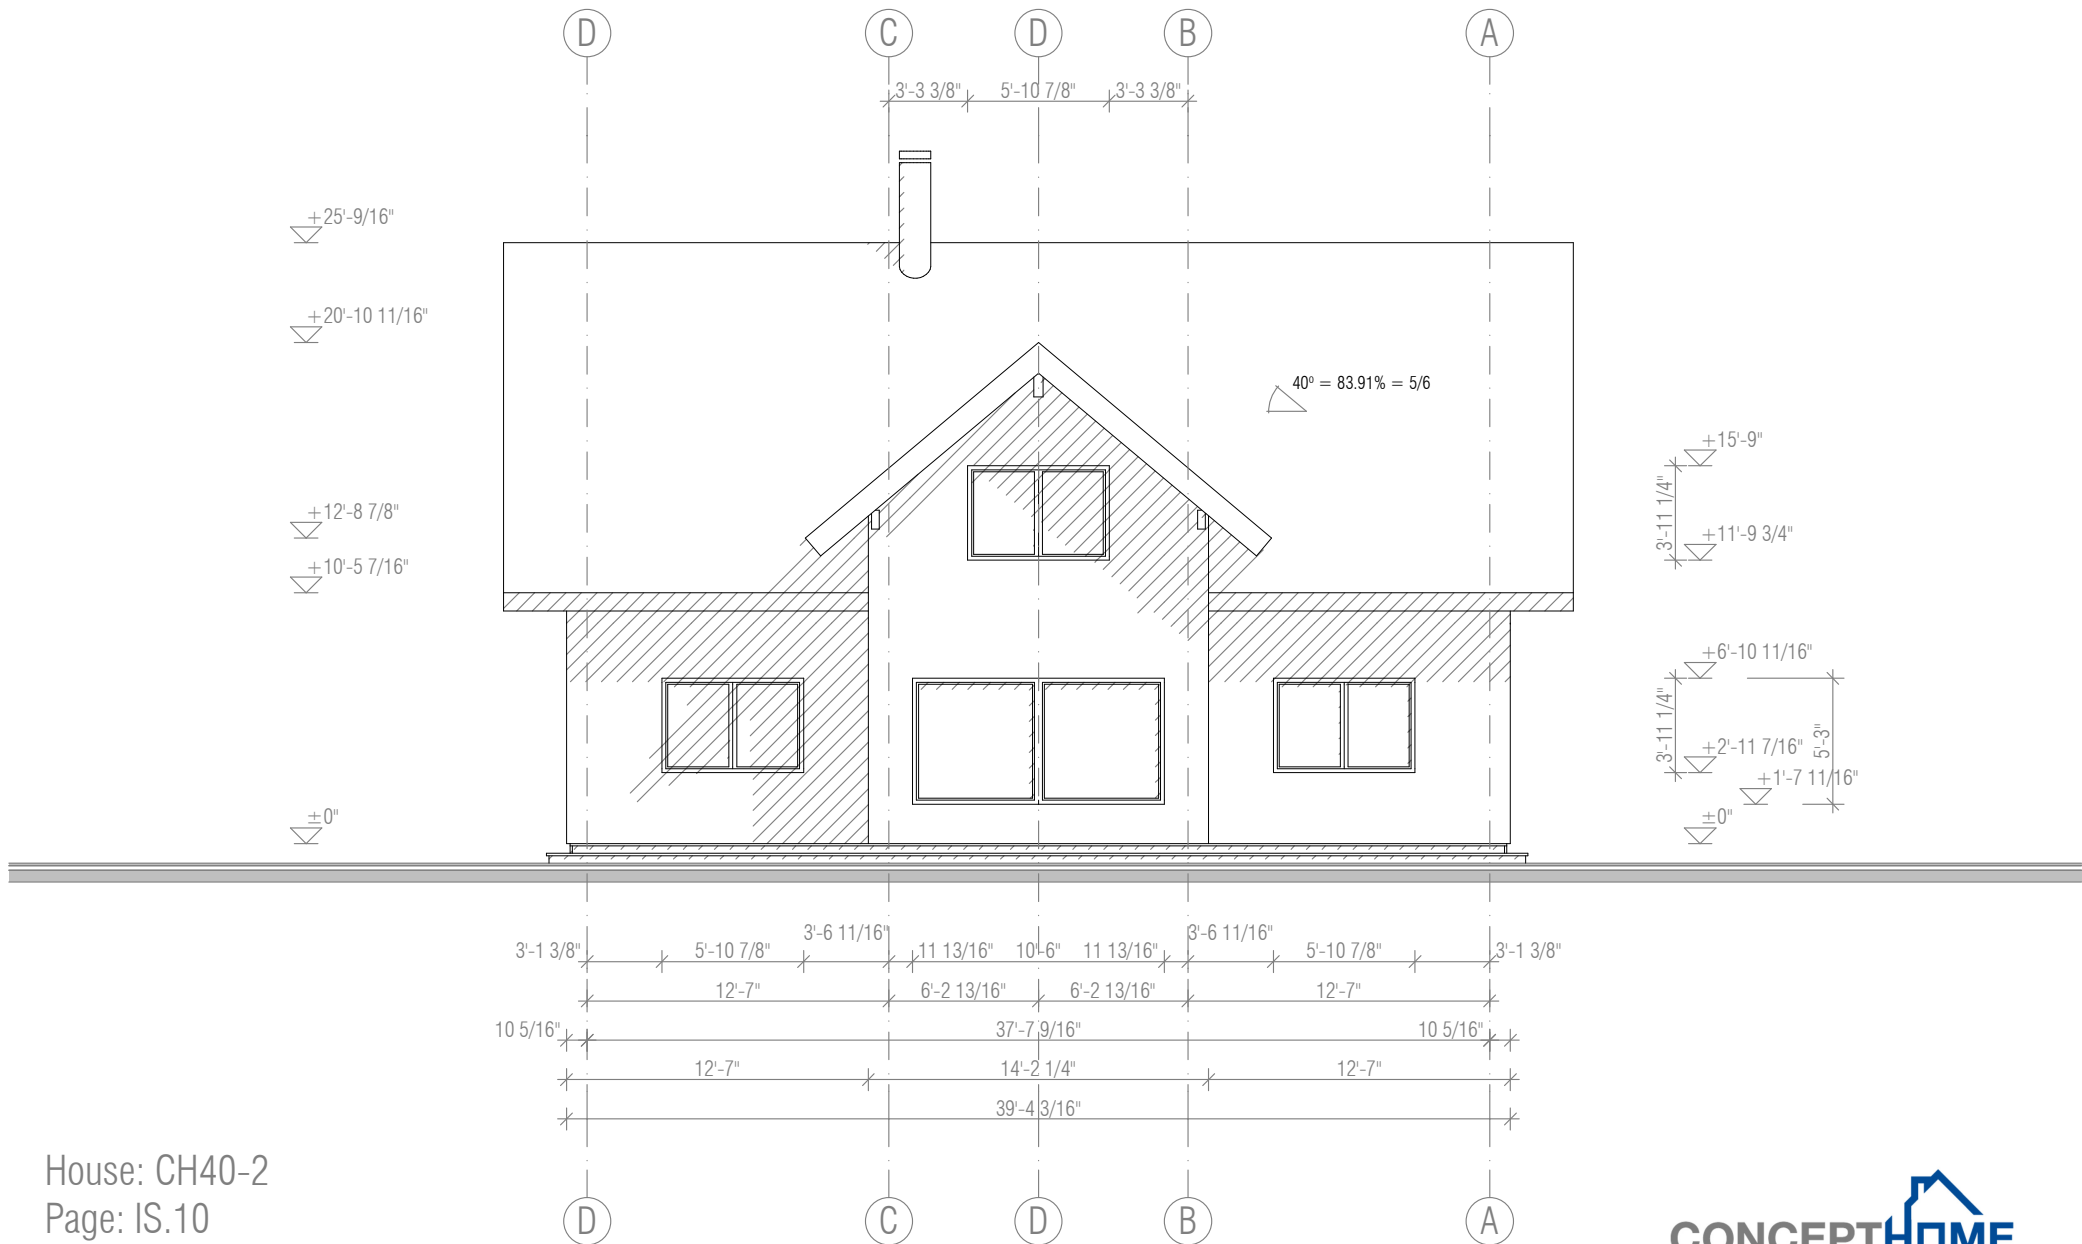 D C D B A
3'-3 3/8" 5'-10 7/8" 3'-3 3/8"
+25'-9/16"
+20'-10 11/16"
40º = 83.91% = 5/6
+15'-9"
3'-11 1/4"
+12'-8 7/8"
+11'-9 3/4"
+10'-5 7/16"
+6'-10 11/16"
3'-11 1/4"
5'-3"
+2'-11 7/16"
+1'-7 11/16"
±0" ±0"
3'-6 11/16" 3'-6 11/16"
3'-1 3/8" 5'-10 7/8" 11 13/16" 10'-6" 11 13/16" 5'-10 7/8" 3'-1 3/8"
12'-7" 6'-2 13/16" 6'-2 13/16" 12'-7"
10 5/16" 37'-7 9/16" 10 5/16"
12'-7" 14'-2 1/4" 12'-7"
39'-4 3/16"
House: CH40-2
Page: IS.10
D C D B A
CONCEPTHOME